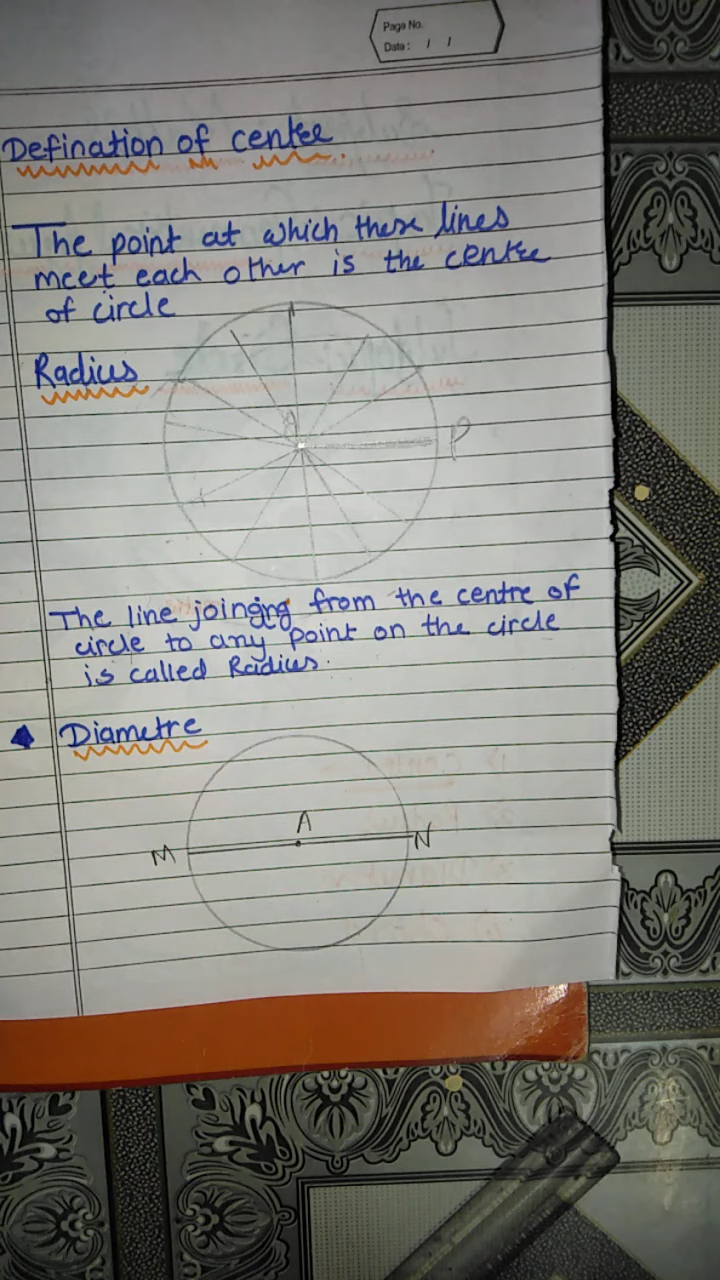 Page No.
Date: / /
Defination of centre
The point at which these lines
meet each other is the centre
of circle
Radius
P
The line joinging from the centre of
circle to any point on the circle
is called Radius.
Diametre
A
M
N